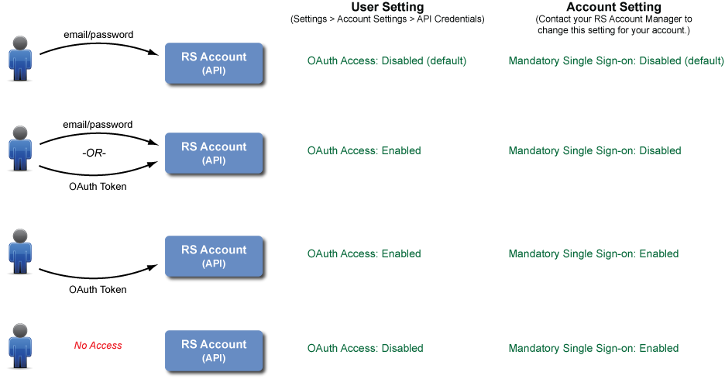 User Setting
(Settings > Account Settings > API Credentials)
Account Setting
(Contact your RS Account Manager to
change this setting for your account.)
email/password
RS Account
(API)
OAuth Access: Disabled (default)
Mandatory Single Sign-on: Disabled (default)
email/password
-OR-
OAuth Token
RS Account
(API)
OAuth Access: Enabled
Mandatory Single Sign-on: Disabled
OAuth Token
RS Account
(API)
OAuth Access: Enabled
Mandatory Single Sign-on: Enabled
No Access
RS Account
(API)
OAuth Access: Disabled
Mandatory Single Sign-on: Enabled